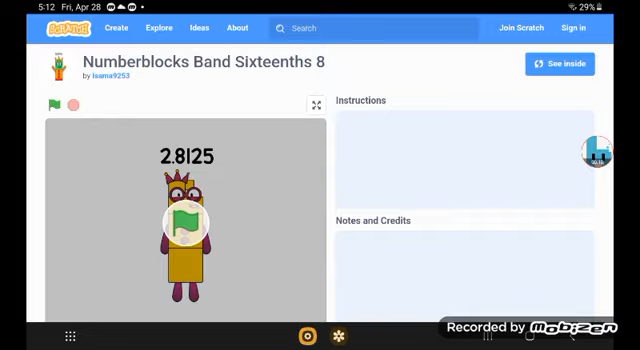 5:12 Fri, Apr 28
29%
SCRATCH Create Explore Ideas About Search Join Scratch Sign in
Numberblocks Band Sixteenths 8
by Isama9253
See inside
Instructions
2.8125
Notes and Credits
Recorded by Mobizen